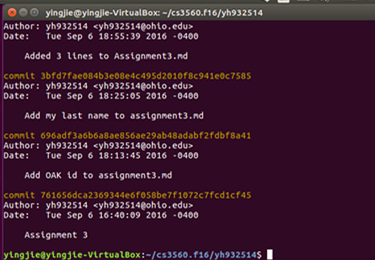 yingjie@yingjie-VirtualBox: ~/cs3560.f16/yh932514
Author: yh932514 <yh932514@ohio.edu>
Date:   Tue Sep 6 18:55:39 2016 -0400
Added 3 lines to Assignment3.md
commit 3bfd7fae084b3e08e4c495d2010f8c941e0c7585
Author: yh932514 <yh932514@ohio.edu>
Date:   Tue Sep 6 18:25:05 2016 -0400
Add my last name to assignment3.md
commit 696adf3a6b6a8ae856ae29ab48adabf2fdbf8a41
Author: yh932514 <yh932514@ohio.edu>
Date:   Tue Sep 6 18:13:45 2016 -0400
Add OAK id to assignment3.md
commit 761656dca2369344e6f058be7f1072c7fcd1cf45
Author: yh932514 <yh932514@ohio.edu>
Date:   Tue Sep 6 16:40:09 2016 -0400
Assignment 3
yingjie@yingjie-VirtualBox:~/cs3560.f16/yh932514$